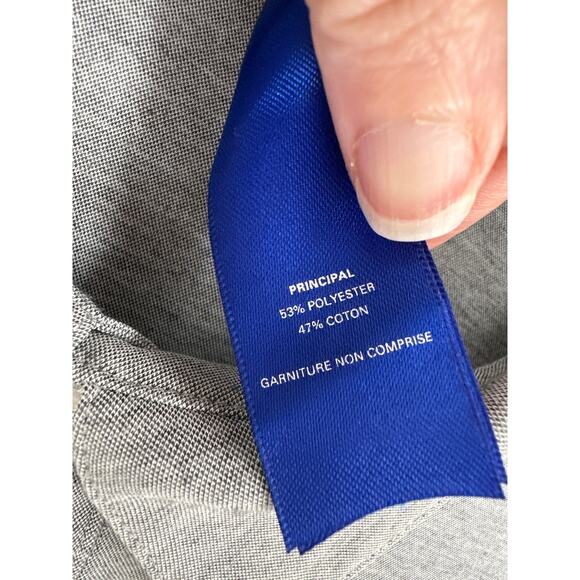 PRINCIPAL
53% POLYESTER
47% COTON
GARNITURE NON COMPRISE